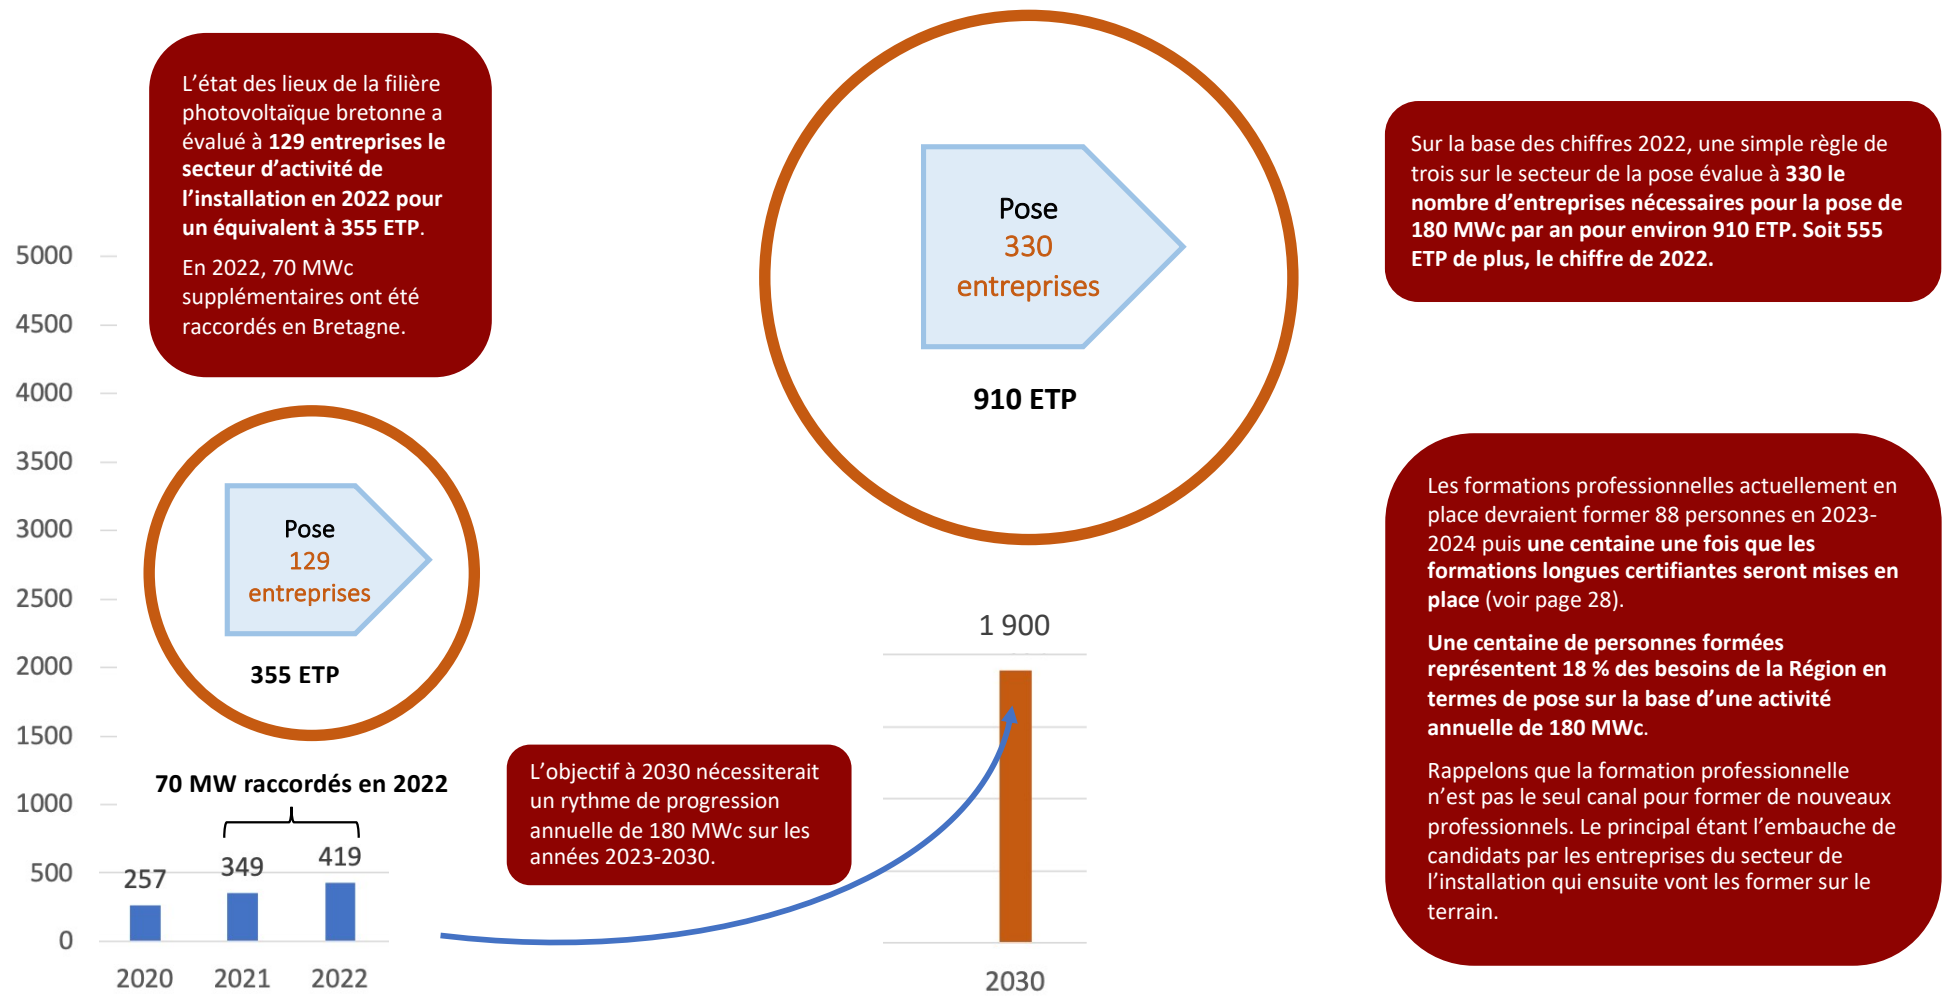 L’état des lieux de la filière
photovoltaïque bretonne a
évalué à 129 entreprises le
secteur d’activité de
l’installation en 2022 pour
un équivalent à 355 ETP.
En 2022, 70 MWc
supplémentaires ont été
raccordés en Bretagne.
Pose
330
entreprises
910 ETP
Sur la base des chiffres 2022, une simple règle de
trois sur le secteur de la pose évalue à 330 le
nombre d’entreprises nécessaires pour la pose de
180 MWc par an pour environ 910 ETP. Soit 555
ETP de plus, le chiffre de 2022.
5000
4500
4000
3500
3000
2500
2000
1500
1000
500
0
Pose
129
entreprises
355 ETP
70 MW raccordés en 2022
257
349
419
2020
2021
2022
L’objectif à 2030 nécessiterait
un rythme de progression
annuelle de 180 MWc sur les
années 2023-2030.
1 900
2030
Les formations professionnelles actuellement en
place devraient former 88 personnes en 2023-
2024 puis une centaine une fois que les
formations longues certifiantes seront mises en
place (voir page 28).
Une centaine de personnes formées
représentent 18 % des besoins de la Région en
termes de pose sur la base d’une activité
annuelle de 180 MWc.
Rappelons que la formation professionnelle
n’est pas le seul canal pour former de nouveaux
professionnels. Le principal étant l’embauche de
candidats par les entreprises du secteur de
l’installation qui ensuite vont les former sur le
terrain.